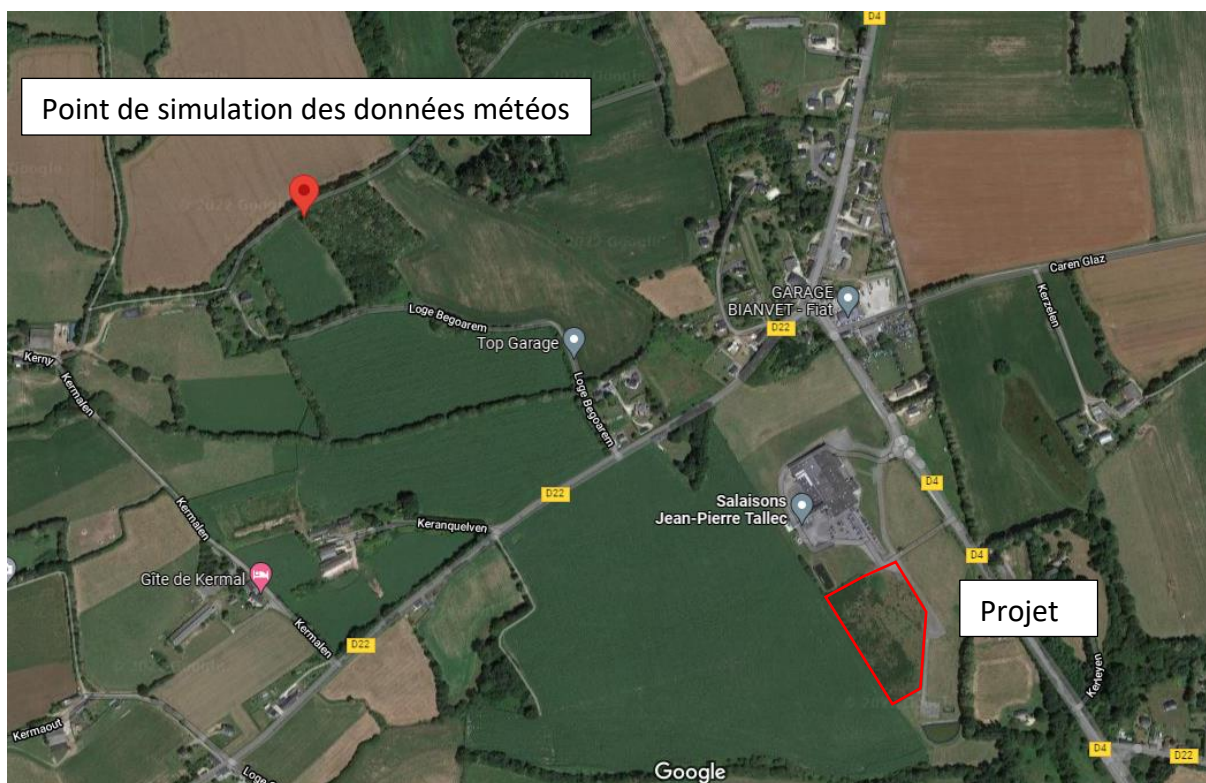 D4
Point de simulation des données météos
© 2022 Google
Caren Glaz
Kerzelen
GARAGE
BIANVET - Fiat
Loge Begoarem
D22
Top Garage
Kerny
Kermalen
Loge Begoarem
D4
D22
Salaisons
Jean-Pierre Tallec
Kermalen
Keranquelven
D4
Gîte de Kermal
Projet
Kermalen
D22
Kerleyen
Kermaout
D4
D22
Google